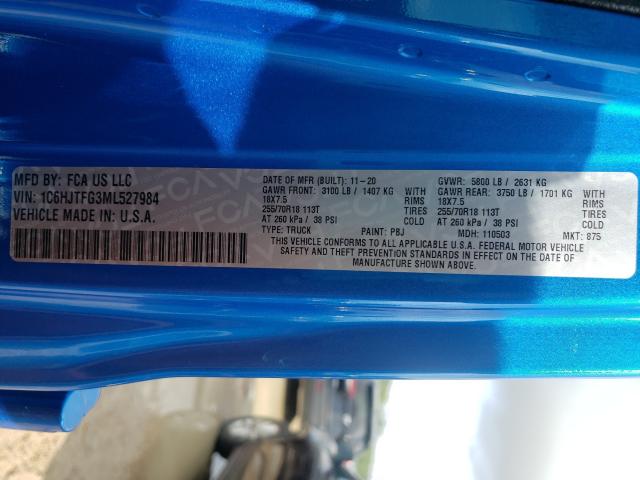 MFD BY: FCA US LLC
VIN: 1C6HJTFG3ML527984
VEHICLE MADE IN U.S.A.
DATE OF MFR (BUILT): 11-20 GVWR: 5800 LB / 2631 KG
GAWR FRONT: 3100 LB / 1407 KG WITH GAWR REAR: 3750 LB / 1701 KG WITH
18X7.5 RIMS 18X7.5 RIMS
255/70R18 113T TIRES 255/70R18 113T TIRES
AT 260 kPa / 38 PSI COLD AT 260 kPa / 38 PSI COLD
TYPE: TRUCK PAINT: PBJ MDH: 110503 MKT: 875
THIS VEHICLE CONFORMS TO ALL APPLICABLE U.S.A. FEDERAL MOTOR VEHICLE
SAFETY AND THEFT PREVENTION STANDARDS IN EFFECT ON THE DATE OF
MANUFACTURE SHOWN ABOVE.